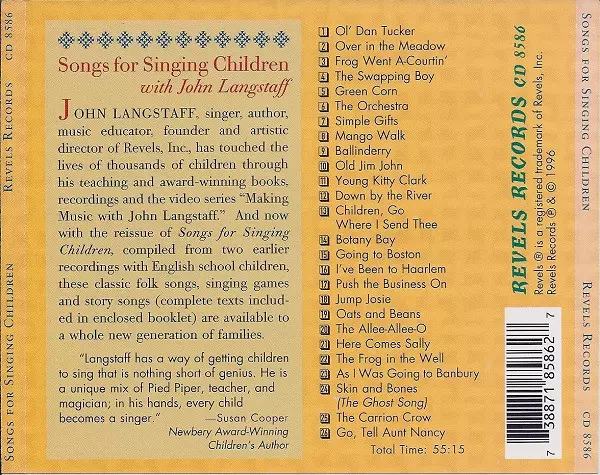 SONGS FOR SINGING CHILDREN
REVELS RECORDS
CD 8586
Songs for Singing Children
with John Langstaff
JOHN LANGSTAFF, singer, author,
music educator, founder and artistic
director of Revels, Inc., has touched the
lives of thousands of children through
his teaching and award-winning books,
recordings and the video series “Making
Music with John Langstaff.” And now
with the reissue of Songs for Singing
Children, compiled from two earlier
recordings with English school children,
these classic folk songs, singing games
and story songs (complete texts includ-
ed in enclosed booklet) are available to
a whole new generation of families.
"Langstaff has a way of getting children
to sing that is nothing short of genius. He is
a unique mix of Pied Piper, teacher, and
magician; in his hands, every child
becomes a singer." —Susan Cooper
Newbery Award-Winning
Children's Author
1 Ol' Dan Tucker
2 Over in the Meadow
3 Frog Went A-Courtin'
4 The Swapping Boy
5 Green Corn
6 The Orchestra
7 Simple Gifts
8 Mango Walk
9 Ballinderry
10 Old Jim John
11 Young Kitty Clark
12 Down by the River
13 Children, Go
Where I Send Thee
14 Botany Bay
15 Going to Boston
16 I've Been to Haarlem
17 Push the Business On
18 Jump Josie
19 Oats and Beans
20 The Allee-Allee-O
21 Here Comes Sally
22 The Frog in the Well
23 As I Was Going to Banbury
24 Skin and Bones
(The Ghost Song)
25 The Carrion Crow
26 Go, Tell Aunt Nancy
Total Time: 55:15
REVELS RECORDS CD 8586
Revels ® is a registered trademark of Revels, Inc.
Revels Records ℗ & © 1996
7 38871 85862 7
SONGS FOR SINGING CHILDREN
REVELS RECORDS
CD 8586